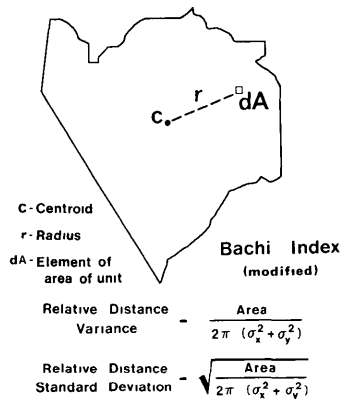 r
C
dA
C - Centroid
r - Radius
dA - Element of
area of unit
Bachi Index
(modified)
Relative Distance
Variance
-
Area
2π (σx² + σy²)
Relative Distance
Standard Deviation
-
√
Area
2π (σx² + σy²)